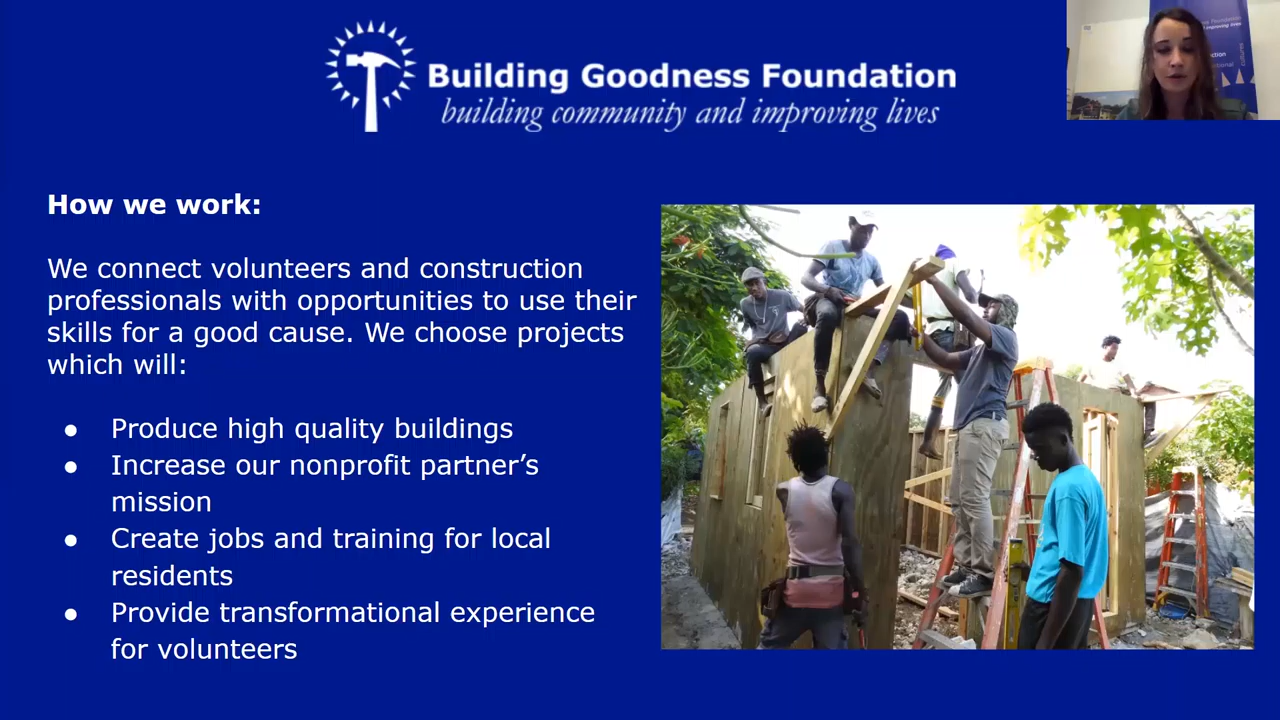 Building Goodness Foundation
building community and improving lives
How we work:
We connect volunteers and construction
professionals with opportunities to use their
skills for a good cause. We choose projects
which will:
● Produce high quality buildings
● Increase our nonprofit partner’s
mission
● Create jobs and training for local
residents
● Provide transformational experience
for volunteers